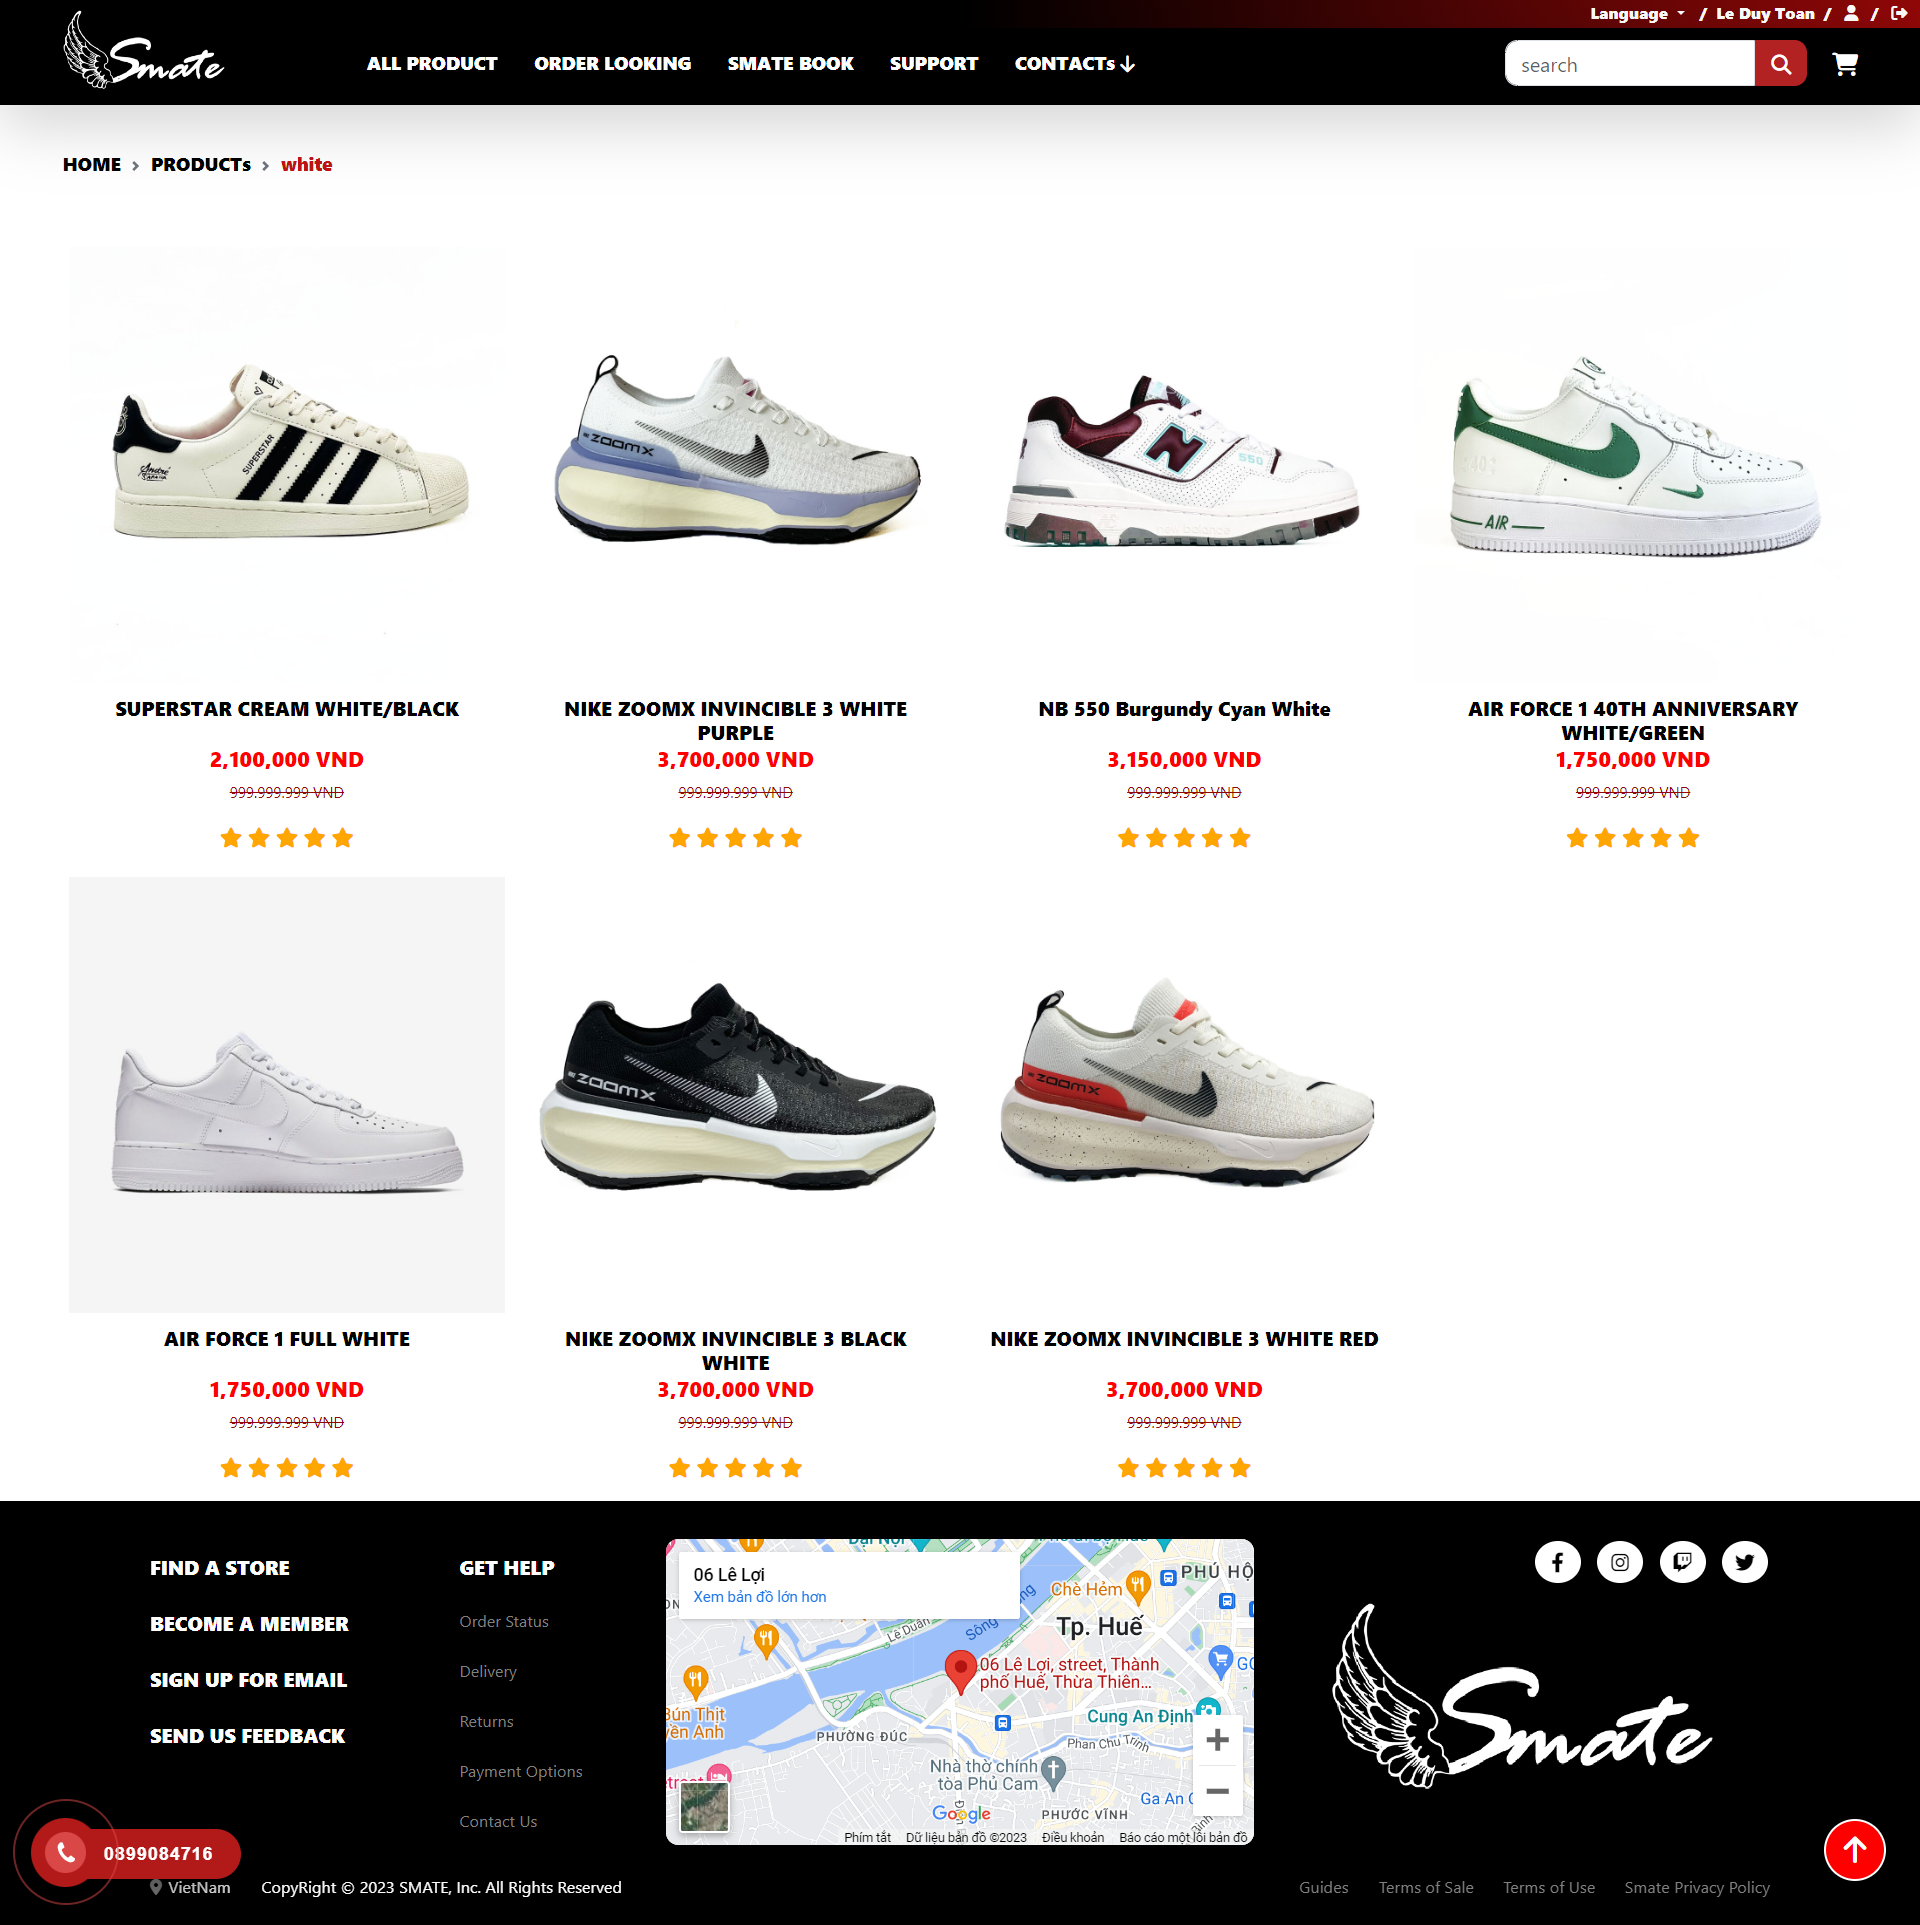 Language / Le Duy Toan / /
Smate
ALL PRODUCT ORDER LOOKING SMATE BOOK SUPPORT CONTACTs
search
HOME > PRODUCTs > white
SUPERSTAR
ZOOMX
N
550
AIR
SUPERSTAR CREAM WHITE/BLACK
2,100,000 VND
999.999.999 VND
NIKE ZOOMX INVINCIBLE 3 WHITE
PURPLE
3,700,000 VND
999.999.999 VND
NB 550 Burgundy Cyan White
3,150,000 VND
999.999.999 VND
AIR FORCE 1 40TH ANNIVERSARY
WHITE/GREEN
1,750,000 VND
999.999.999 VND
ZOOMX
ZOOMX
AIR FORCE 1 FULL WHITE
1,750,000 VND
999.999.999 VND
NIKE ZOOMX INVINCIBLE 3 BLACK
WHITE
3,700,000 VND
999.999.999 VND
NIKE ZOOMX INVINCIBLE 3 WHITE RED
3,700,000 VND
999.999.999 VND
FIND A STORE
BECOME A MEMBER
SIGN UP FOR EMAIL
SEND US FEEDBACK
GET HELP
Order Status
Delivery
Returns
Payment Options
Contact Us
06 Lê Lợi
Xem bản đồ lớn hơn
Chè Hẻm
PHÚ HỘ
Lê Duẩn
Sông
Tp. Huế
06 Lê Lợi, street, Thành
phố Huế, Thừa Thiên...
Bún Thịt
yên Anh
Cung An Định
PHƯỜNG ĐÚC
Phan Chu Trinh
Nhà thờ chính
tòa Phủ Cam
Ga An C
Google
PHƯỚC VĨNH
Phím tắt Dữ liệu bản đồ ©2023 Điều khoản Báo cáo một lỗi bản đồ
Smate
0899084716
VietNam CopyRight © 2023 SMATE, Inc. All Rights Reserved
Guides Terms of Sale Terms of Use Smate Privacy Policy